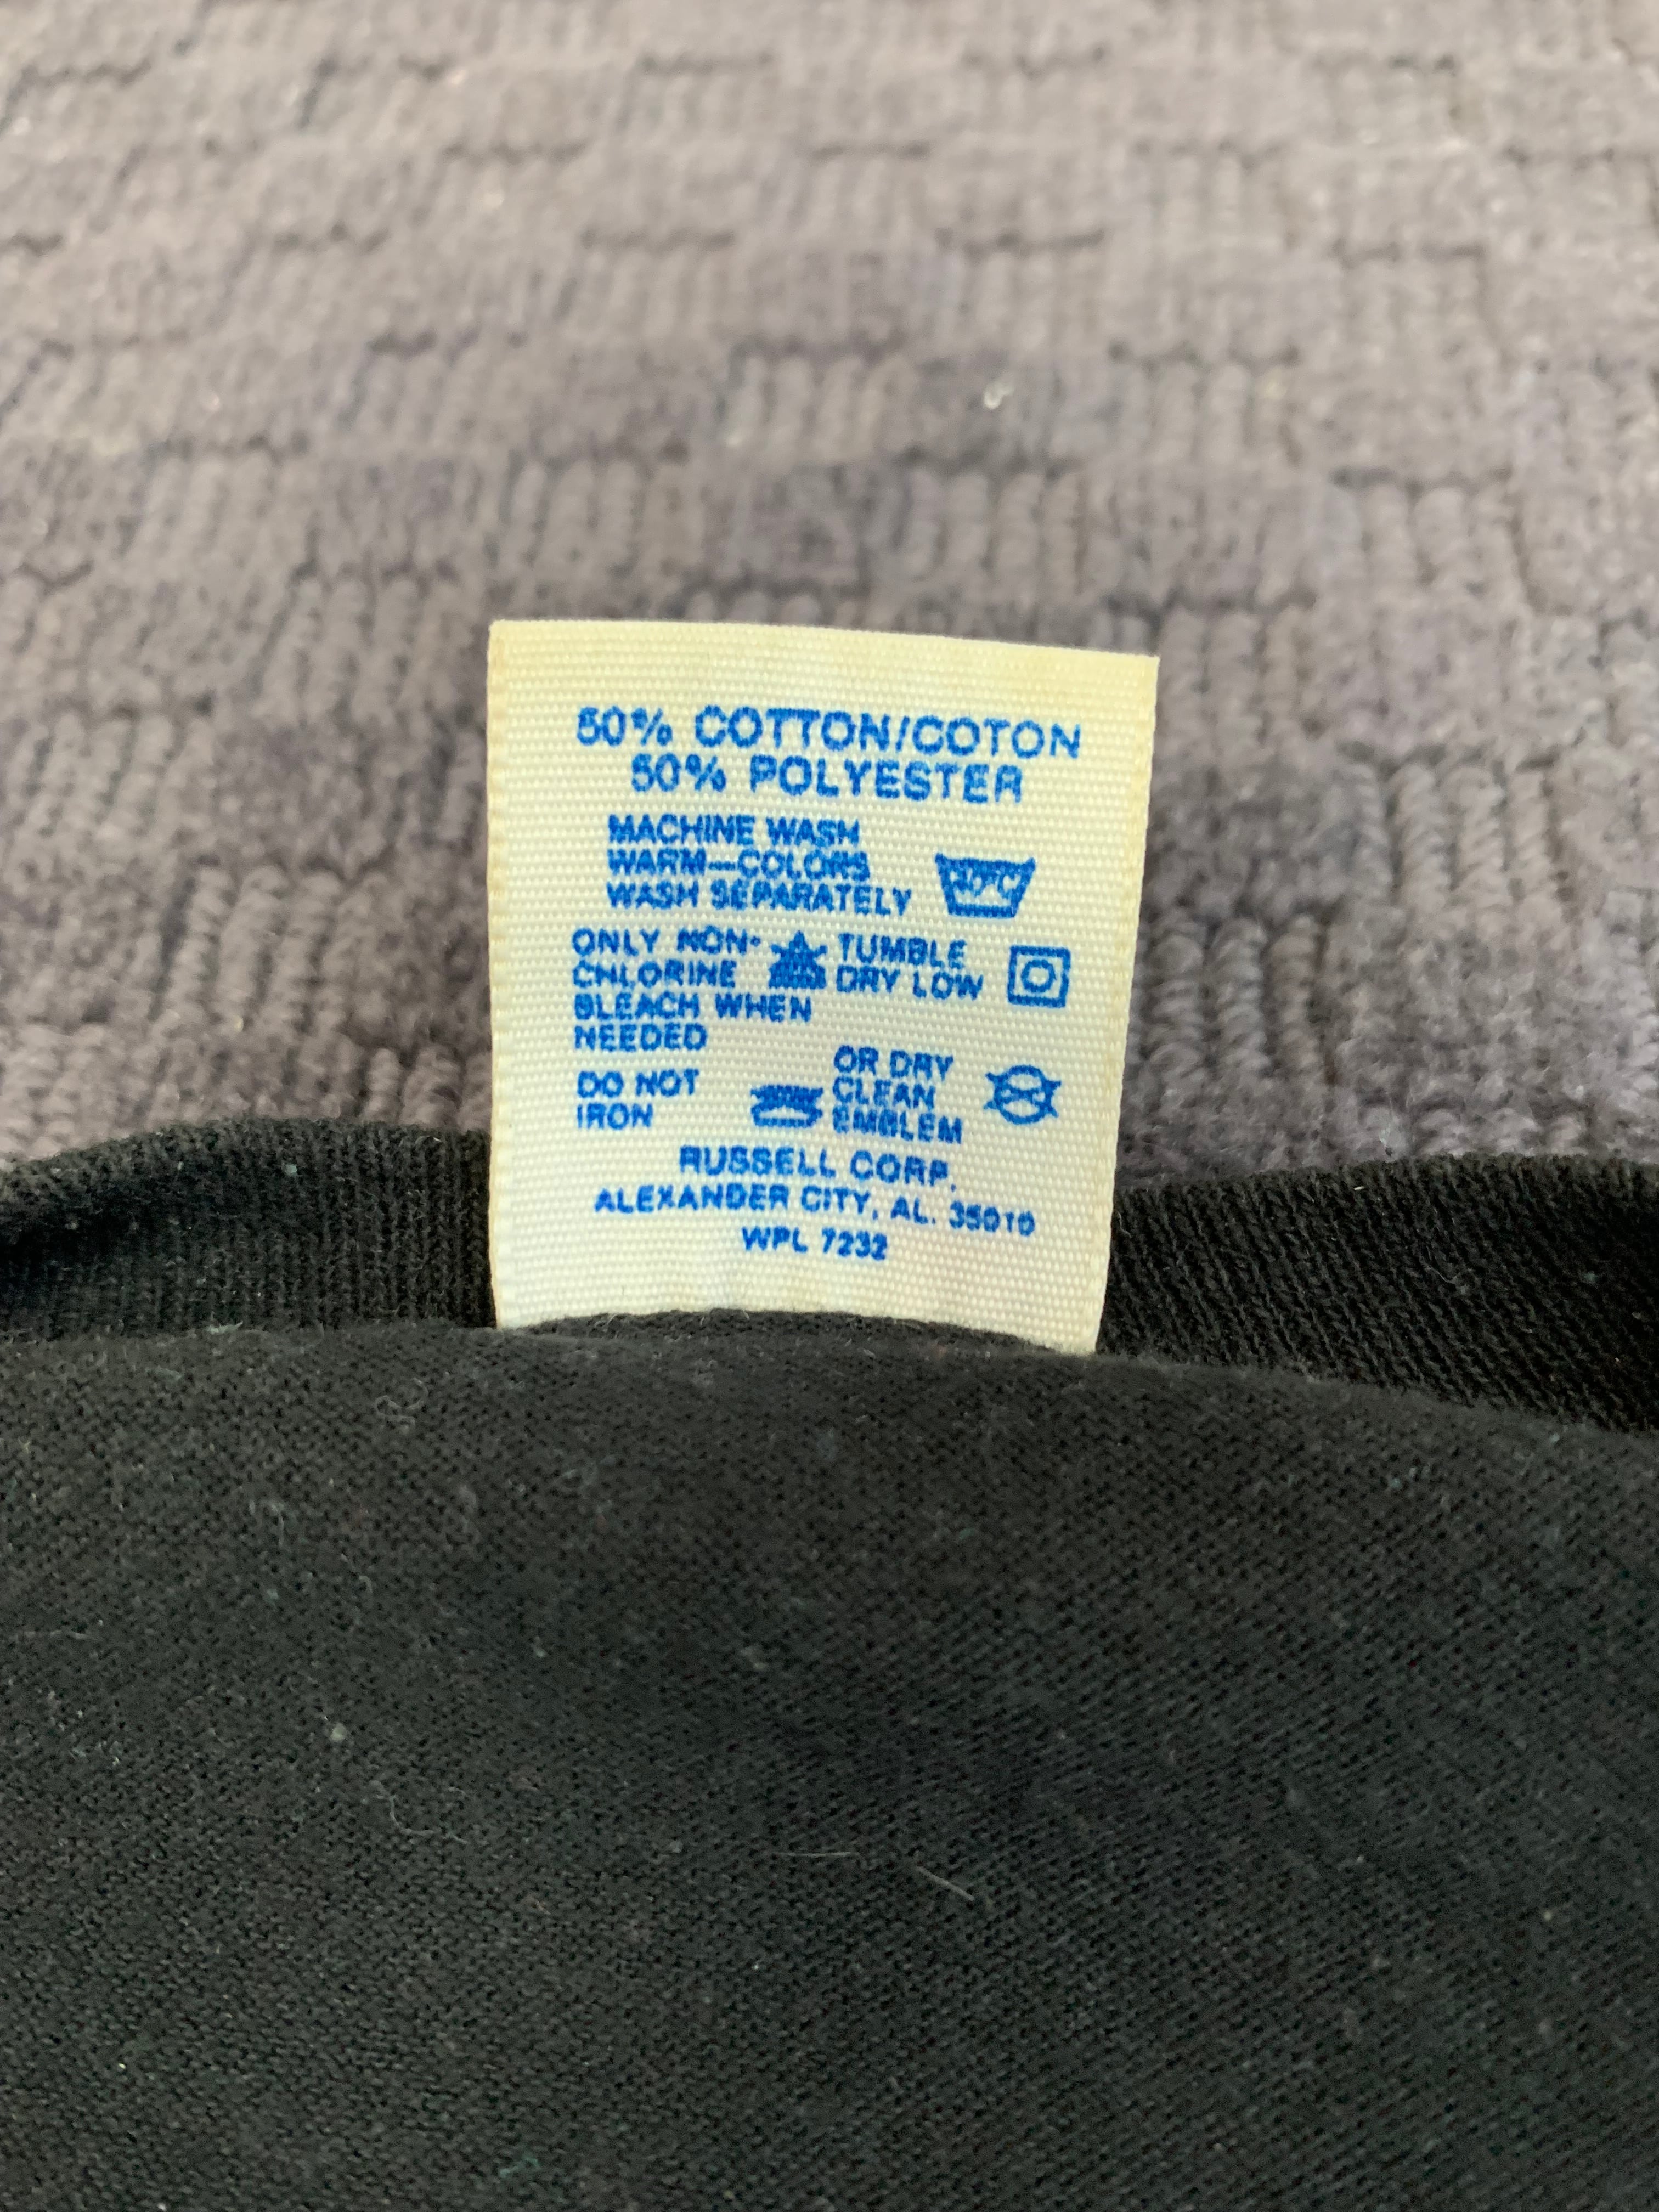 50% COTTON/COTON
50% POLYESTER
MACHINE WASH
WARM—COLORS
WASH SEPARATELY
ONLY NON-
CHLORINE
BLEACH WHEN
NEEDED
TUMBLE
DRY LOW
DO NOT
IRON
OR DRY
CLEAN
EMBLEM
RUSSELL CORP.
ALEXANDER CITY, AL. 35010
WPL 7232